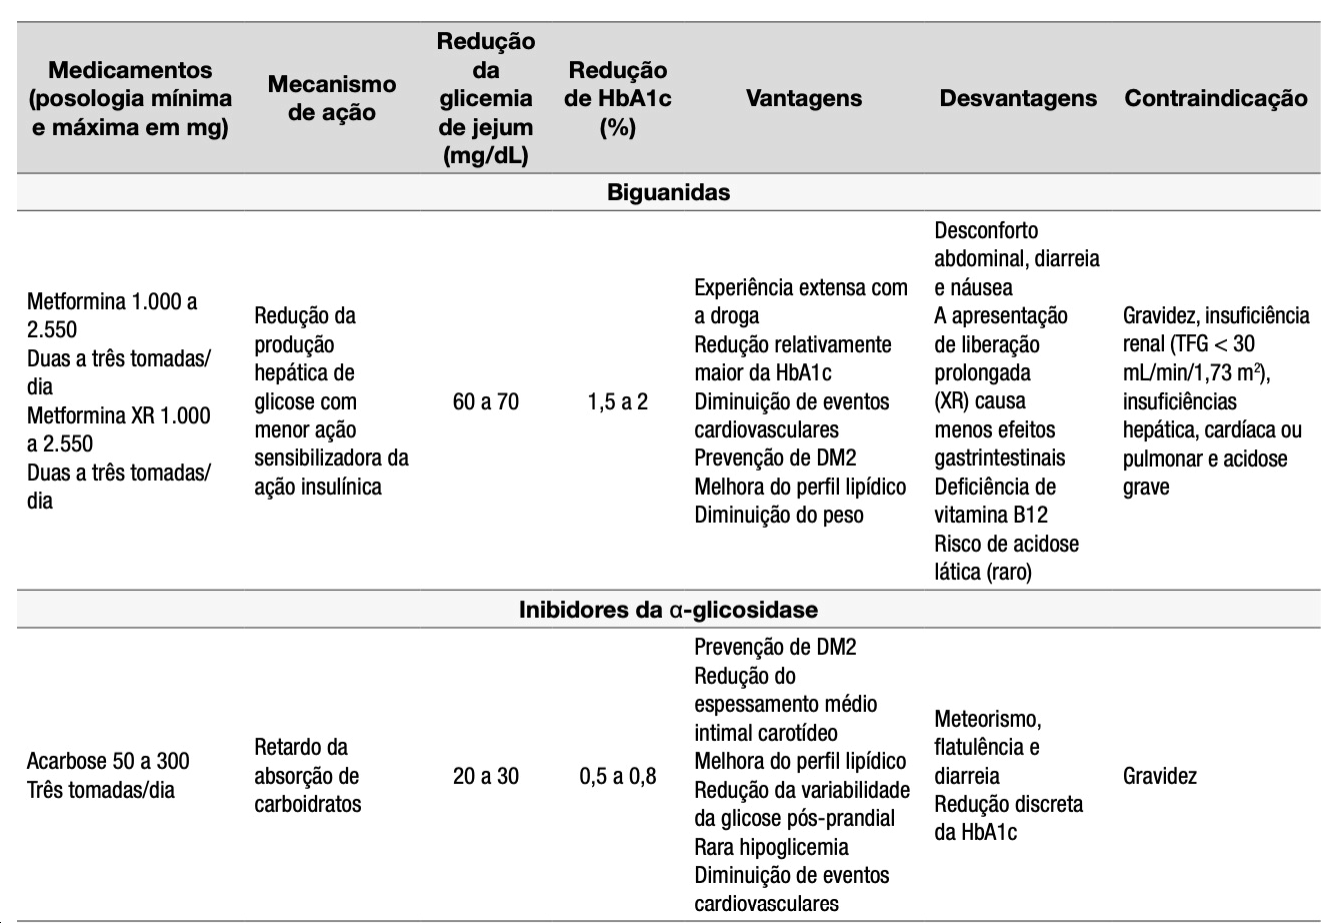 Medicamentos
(posologia mínima
e máxima em mg)
Mecanismo
de ação
Redução
da
glicemia
de jejum
(mg/dL)
Redução
de HbA1c
(%)
Vantagens
Desvantagens
Contraindicação
Biguanidas
Metformina 1.000 a
2.550
Duas a três tomadas/
dia
Metformina XR 1.000
a 2.550
Duas a três tomadas/
dia
Redução da
produção
hepática de
glicose com
menor ação
sensibilizadora da
ação insulínica
60 a 70
1,5 a 2
Experiência extensa com
a droga
Redução relativamente
maior da HbA1c
Diminuição de eventos
cardiovasculares
Prevenção de DM2
Melhora do perfil lipídico
Diminuição do peso
Desconforto
abdominal, diarreia
e náusea
A apresentação
de liberação
prolongada
(XR) causa
menos efeitos
gastrintestinais
Deficiência de
vitamina B12
Risco de acidose
lática (raro)
Gravidez, insuficiência
renal (TFG < 30
mL/min/1,73 m²),
insuficiências
hepática, cardíaca ou
pulmonar e acidose
grave
Inibidores da α-glicosidase
Acarbose 50 a 300
Três tomadas/dia
Retardo da
absorção de
carboidratos
20 a 30
0,5 a 0,8
Prevenção de DM2
Redução do
espessamento médio
intimal carotídeo
Melhora do perfil lipídico
Redução da variabilidade
da glicose pós-prandial
Rara hipoglicemia
Diminuição de eventos
cardiovasculares
Meteorismo,
flatulência e
diarreia
Redução discreta
da HbA1c
Gravidez